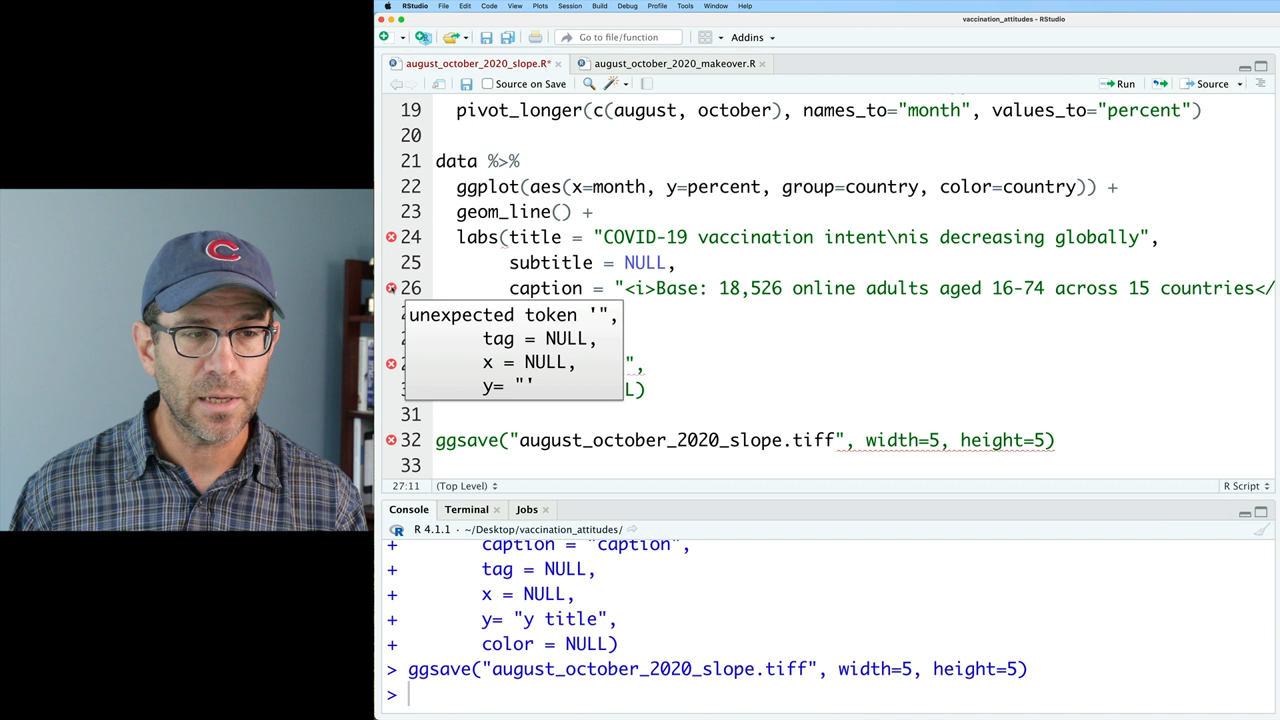 RStudio File Edit Code View Plots Session Build Debug Profile Tools Window Help
vaccination_attitudes - RStudio
Go to file/function Addins
august_october_2020_slope.R* august_october_2020_makeover.R
Source on Save Run Source
19 pivot_longer(c(august, october), names_to="month", values_to="percent")
20
21 data %>%
22 ggplot(aes(x=month, y=percent, group=country, color=country)) +
23 geom_line() +
24 labs(title = "COVID-19 vaccination intent\nis decreasing globally",
25 subtitle = NULL,
26 caption = "<i>Base: 18,526 online adults aged 16-74 across 15 countries</
unexpected token '",
tag = NULL,
x = NULL,
y= "'
",
L)
31
32 ggsave("august_october_2020_slope.tiff", width=5, height=5)
33
27:11 (Top Level) R Script
Console Terminal Jobs
R 4.1.1 · ~/Desktop/vaccination_attitudes/
+ caption = "caption",
+ tag = NULL,
+ x = NULL,
+ y= "y title",
+ color = NULL)
> ggsave("august_october_2020_slope.tiff", width=5, height=5)
>